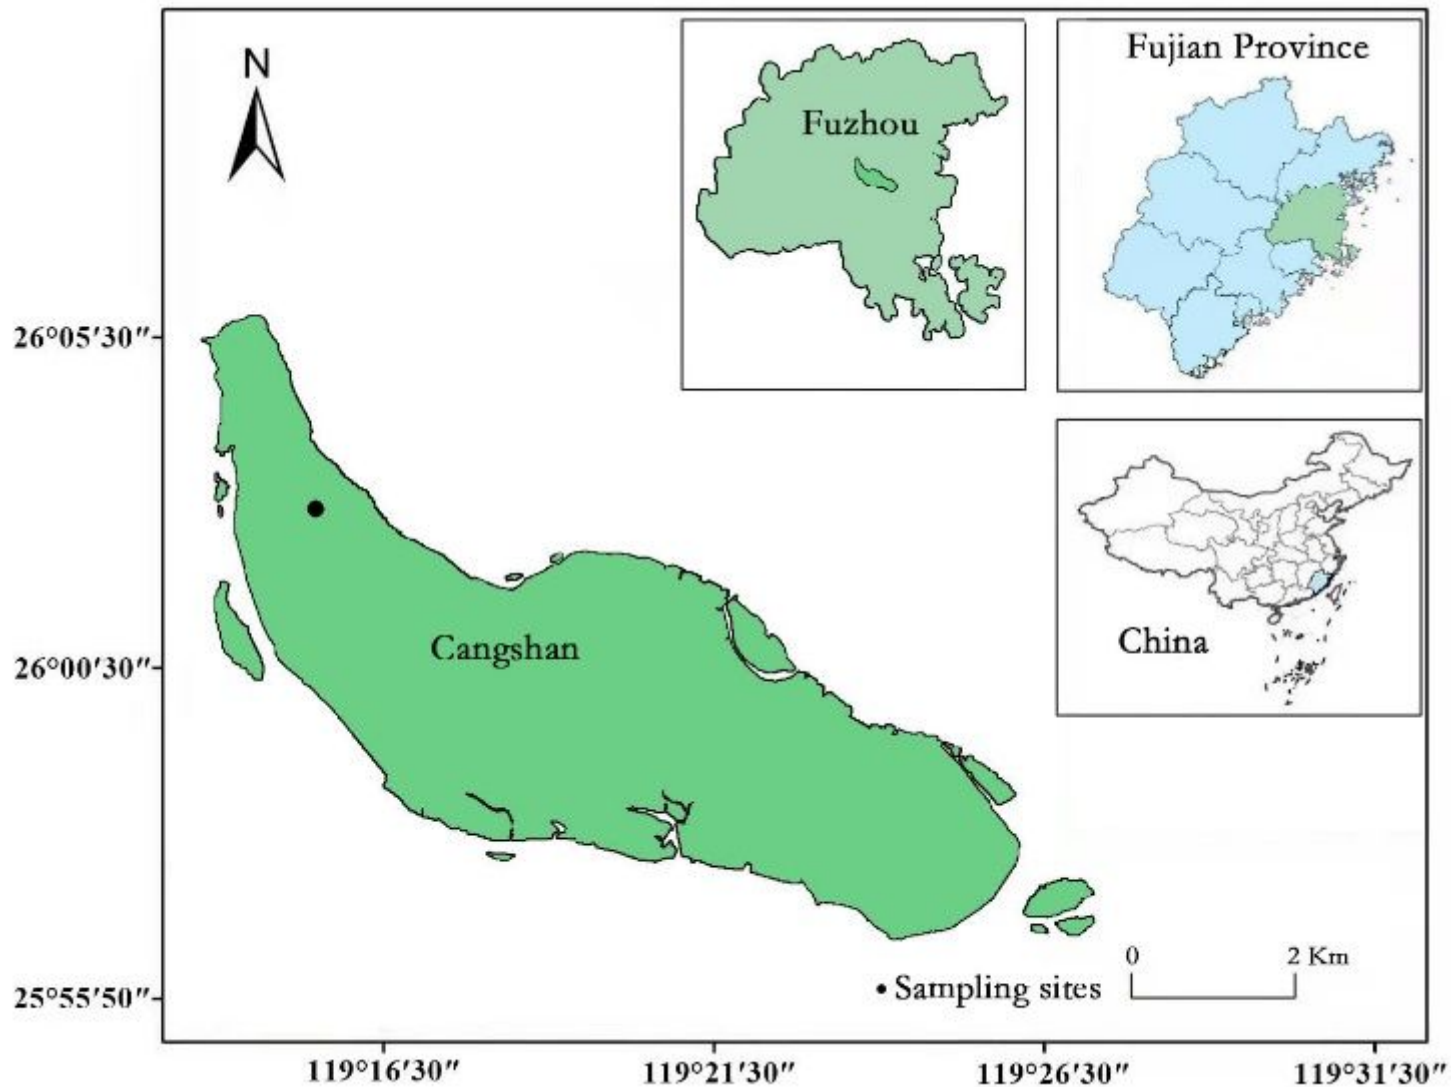 N
Fuzhou
Fujian Province
26°05′30″
26°00′30″
25°55′50″
Cangshan
China
0 2 Km
•Sampling sites
119°16′30″ 119°21′30″ 119°26′30″ 119°31′30″